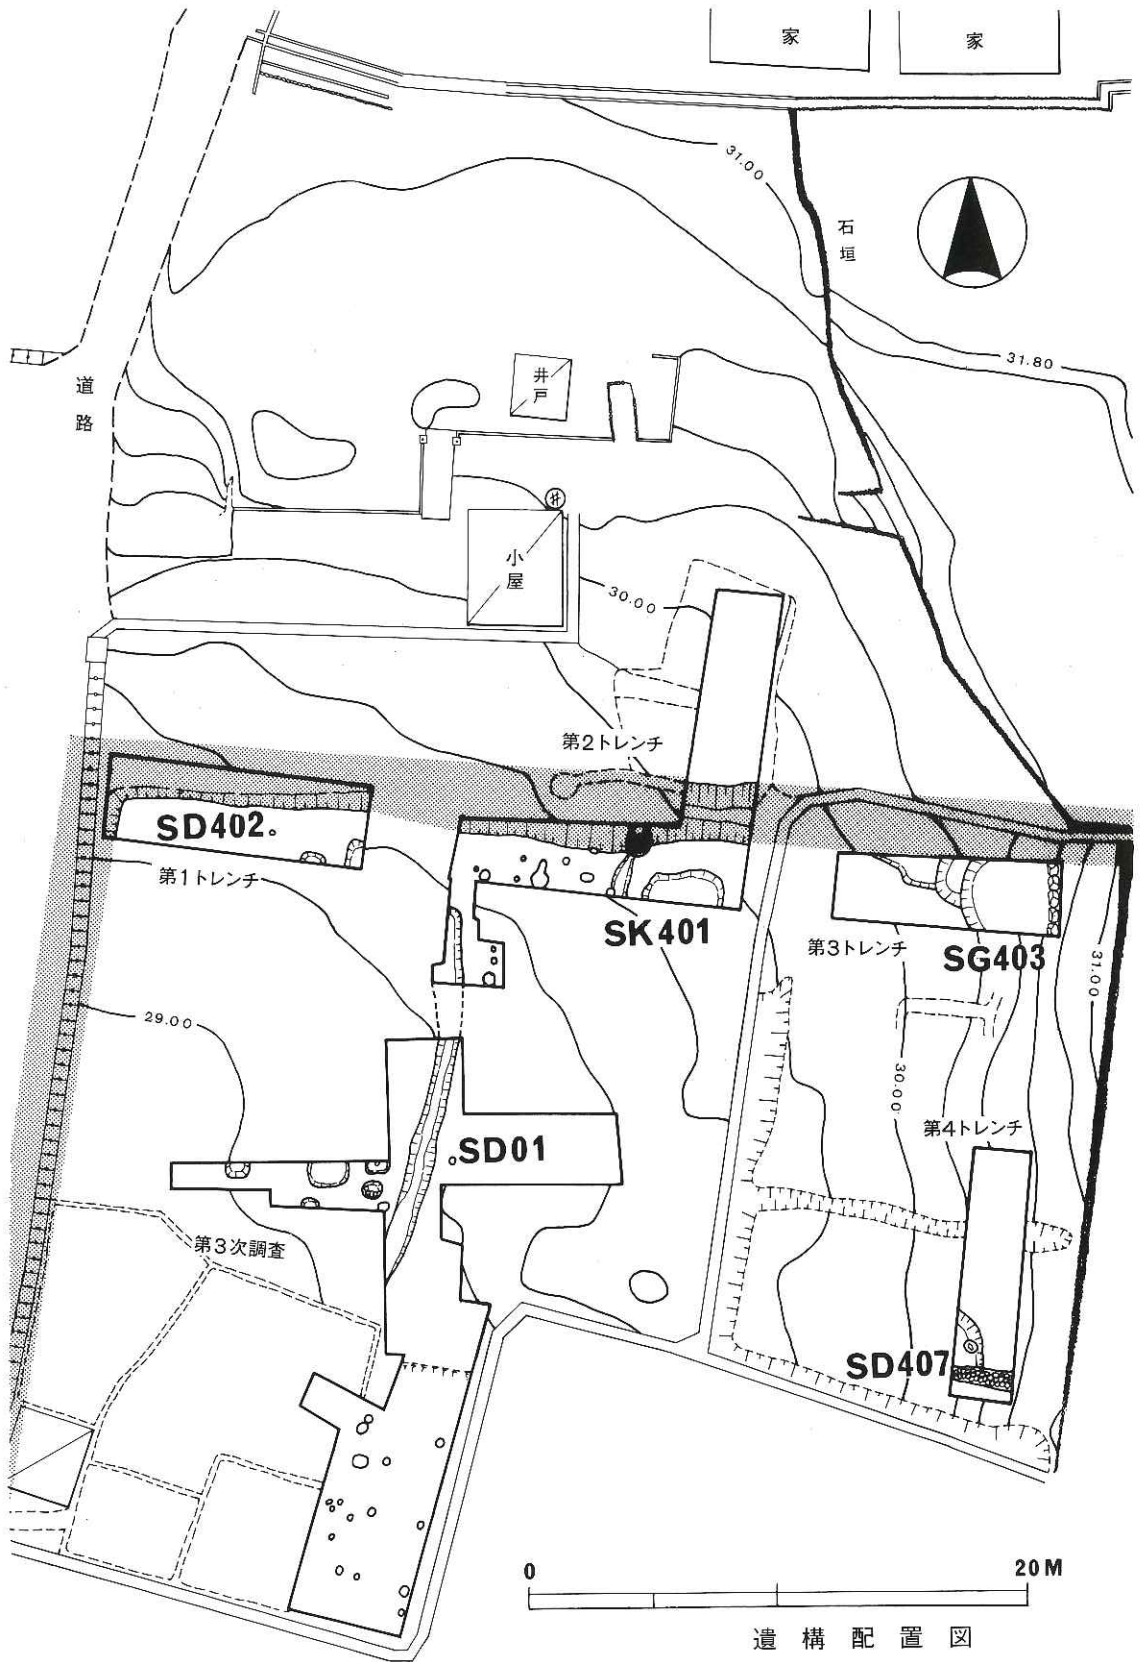 家
家
31.00
石垣
31.80
井戸
道路
井
小屋
30.00
第2トレンチ
SD402
第1トレンチ
SK401
第3トレンチ
SG403
31.00
29.00
30.00
第4トレンチ
SD01
第3次調査
SD407
0
20M
遺構配置図